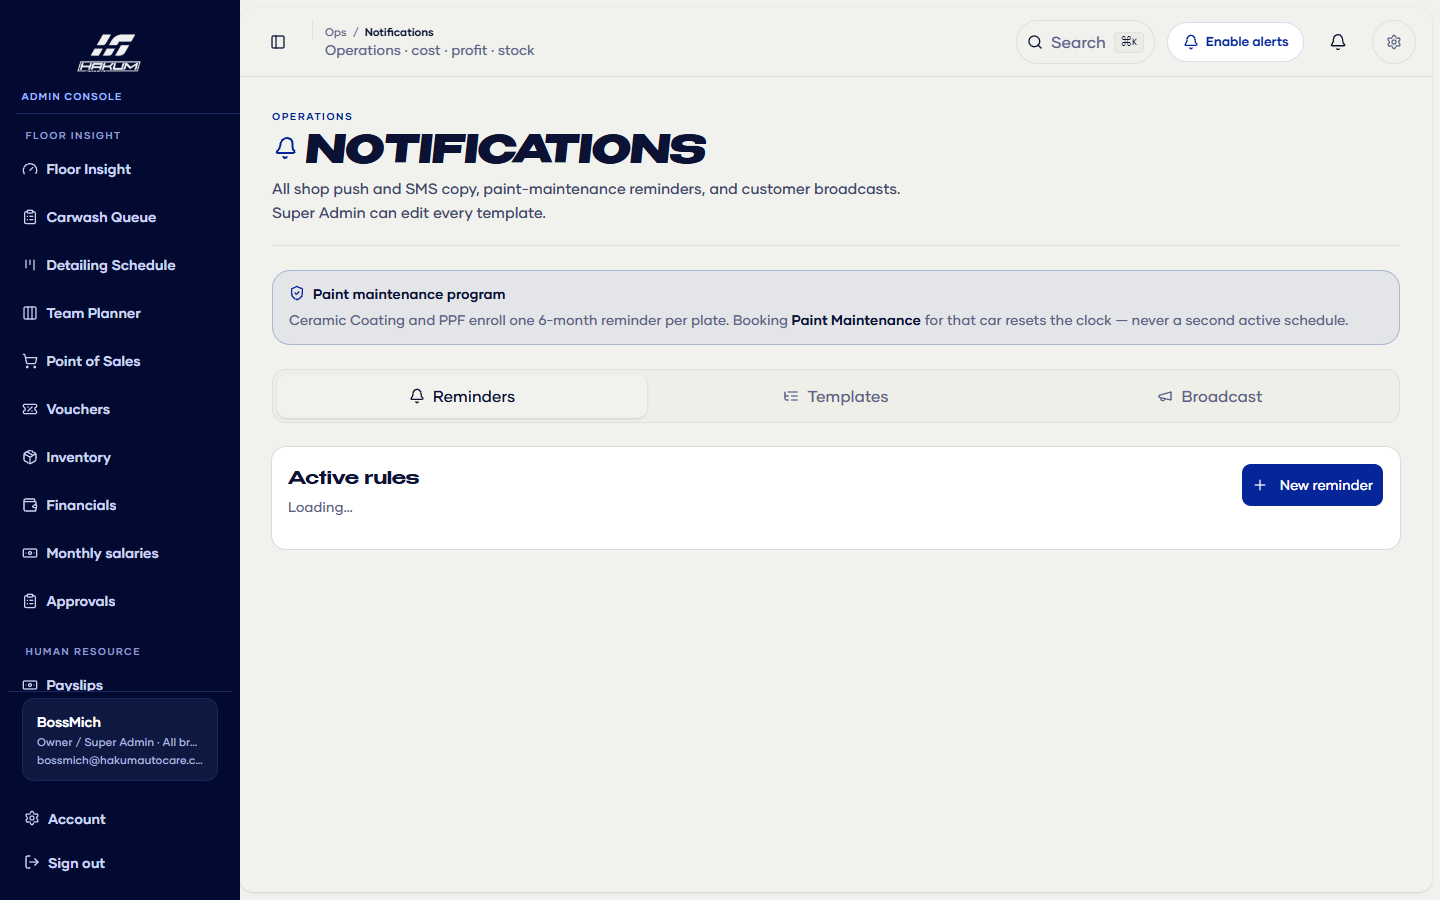 HAKUM
ADMIN CONSOLE
FLOOR INSIGHT
Floor Insight
Carwash Queue
Detailing Schedule
Team Planner
Point of Sales
Vouchers
Inventory
Financials
Monthly salaries
Approvals
HUMAN RESOURCE
Payslips
BossMich
Owner / Super Admin · All br...
bossmich@hakumautocare.c...
Account
Sign out
Ops / Notifications
Operations · cost · profit · stock
Search ⌘K
Enable alerts
OPERATIONS
NOTIFICATIONS
All shop push and SMS copy, paint-maintenance reminders, and customer broadcasts.
Super Admin can edit every template.
Paint maintenance program
Ceramic Coating and PPF enroll one 6-month reminder per plate. Booking Paint Maintenance for that car resets the clock — never a second active schedule.
Reminders
Templates
Broadcast
Active rules
Loading...
New reminder